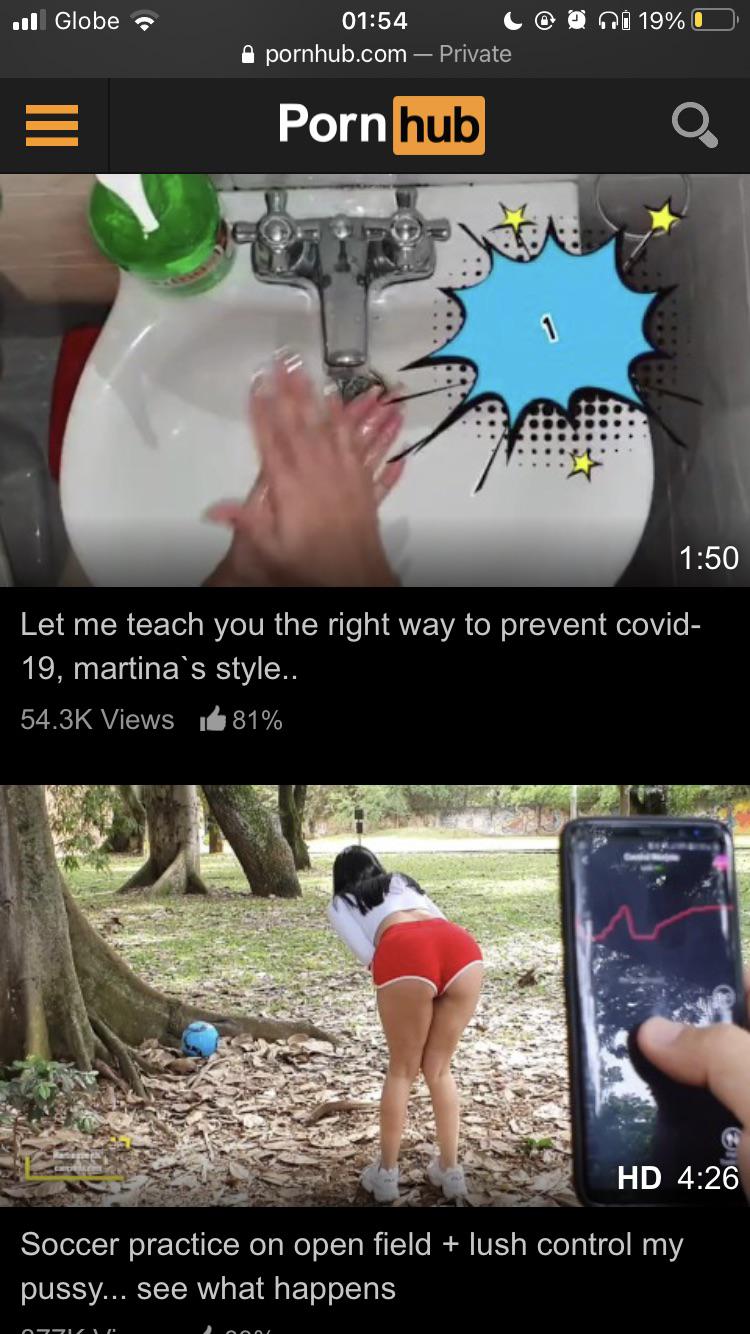 Globe 01:54 19%
pornhub.com — Private
Porn hub
1
1:50
Let me teach you the right way to prevent covid-
19, martina`s style..
54.3K Views 81%
HD 4:26
Soccer practice on open field + lush control my
pussy... see what happens